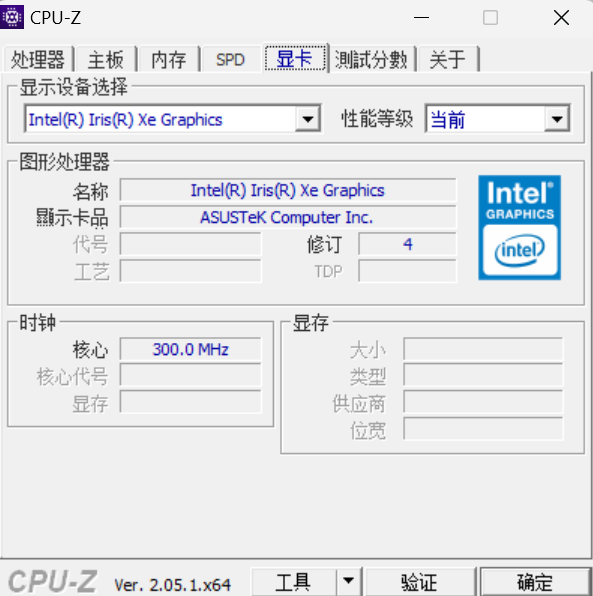 CPU-Z
处理器 主板 内存 SPD 显卡 測試分數 关于
显示设备选择
Intel(R) Iris(R) Xe Graphics 性能等级 当前
图形处理器
名称 Intel(R) Iris(R) Xe Graphics
顯示卡品 ASUSTeK Computer Inc.
代号 修订 4
工艺 TDP
intel® GRAPHICS
intel
时钟
核心 300.0 MHz
核心代号
显存
显存
大小
类型
供应商
位宽
CPU-Z Ver. 2.05.1.x64 工具 验证 确定